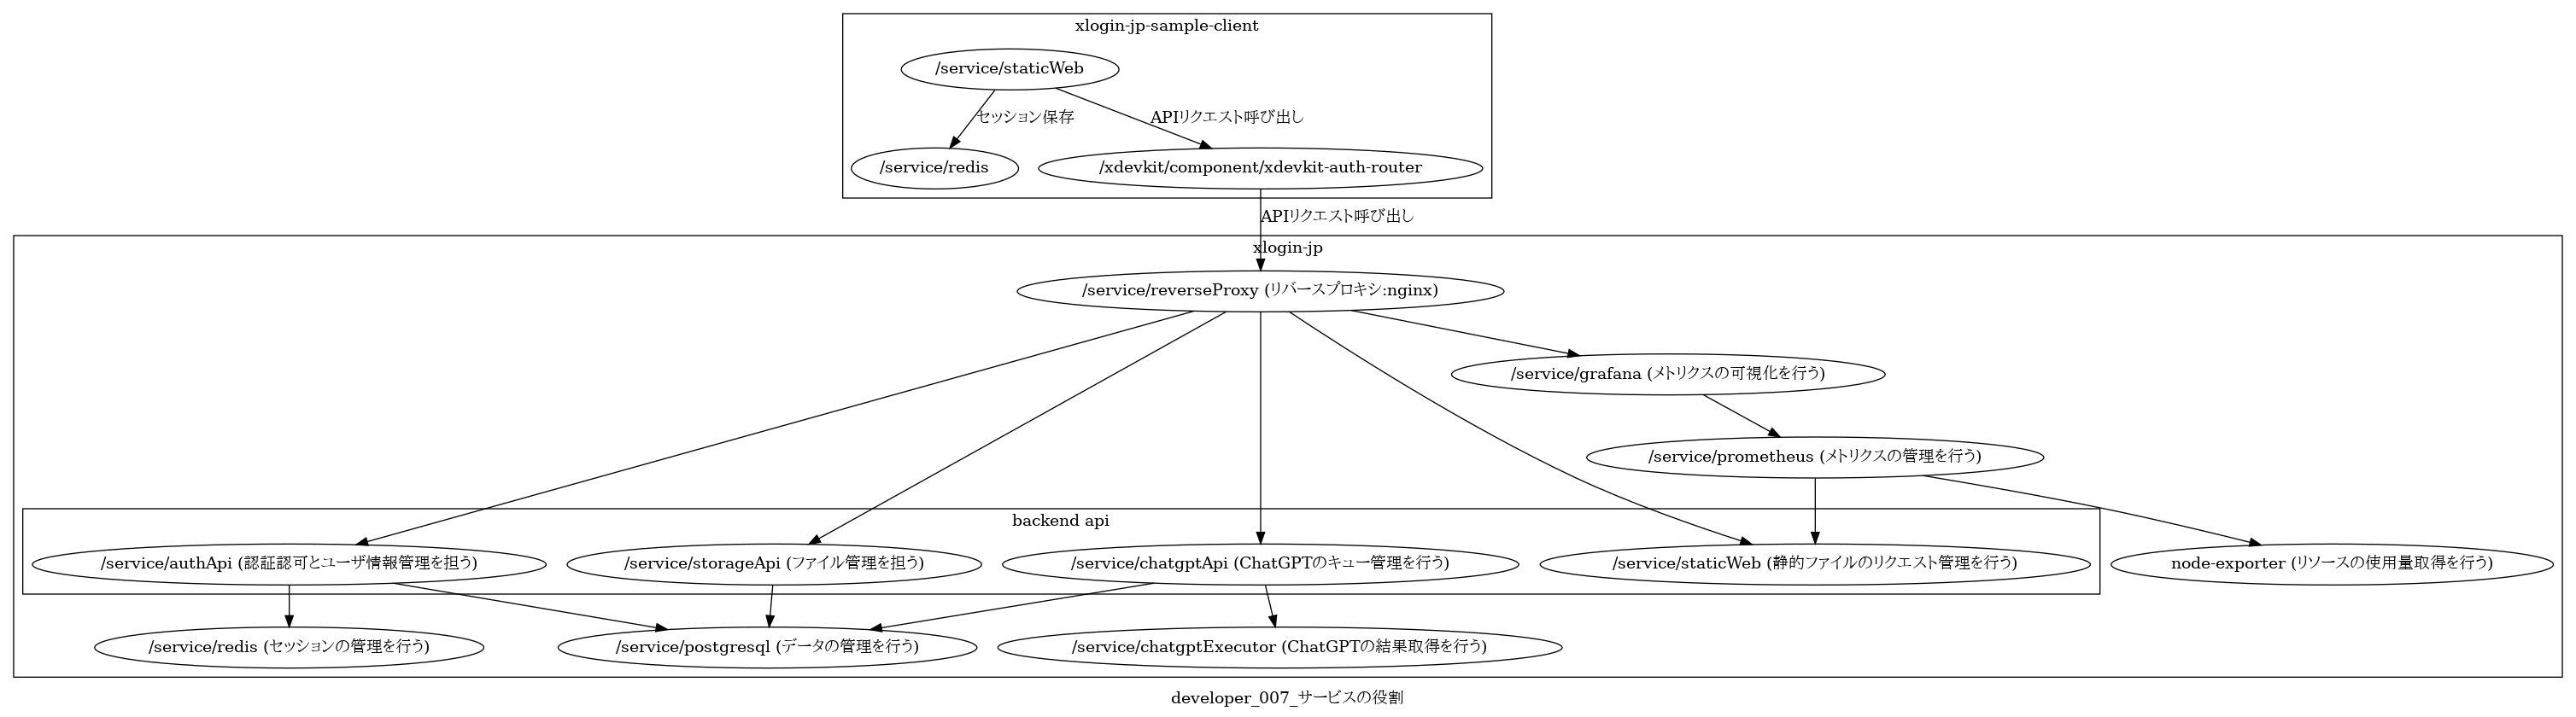 xlogin-jp-sample-client
/service/staticWeb
セッション保存
APIリクエスト呼び出し
/service/redis
/xdevkit/component/xdevkit-auth-router
APIリクエスト呼び出し
xlogin-jp
/service/reverseProxy (リバースプロキシ:nginx)
/service/grafana (メトリクスの可視化を行う)
/service/prometheus (メトリクスの管理を行う)
backend api
/service/authApi (認証認可とユーザ情報管理を担う)
/service/storageApi (ファイル管理を担う)
/service/chatgptApi (ChatGPTのキュー管理を行う)
/service/staticWeb (静的ファイルのリクエスト管理を行う)
node-exporter (リソースの使用量取得を行う)
/service/redis (セッションの管理を行う)
/service/postgresql (データの管理を行う)
/service/chatgptExecutor (ChatGPTの結果取得を行う)
developer_007_サービスの役割